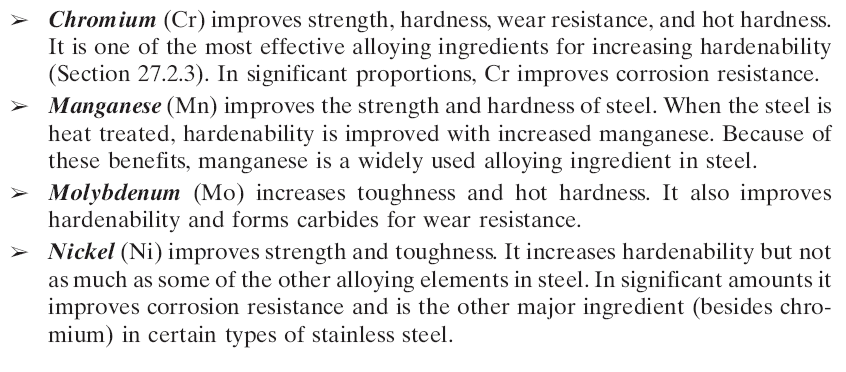 ➢ Chromium (Cr) improves strength, hardness, wear resistance, and hot hardness.
It is one of the most effective alloying ingredients for increasing hardenability
(Section 27.2.3). In significant proportions, Cr improves corrosion resistance.
➢ Manganese (Mn) improves the strength and hardness of steel. When the steel is
heat treated, hardenability is improved with increased manganese. Because of
these benefits, manganese is a widely used alloying ingredient in steel.
➢ Molybdenum (Mo) increases toughness and hot hardness. It also improves
hardenability and forms carbides for wear resistance.
➢ Nickel (Ni) improves strength and toughness. It increases hardenability but not
as much as some of the other alloying elements in steel. In significant amounts it
improves corrosion resistance and is the other major ingredient (besides chro-
mium) in certain types of stainless steel.